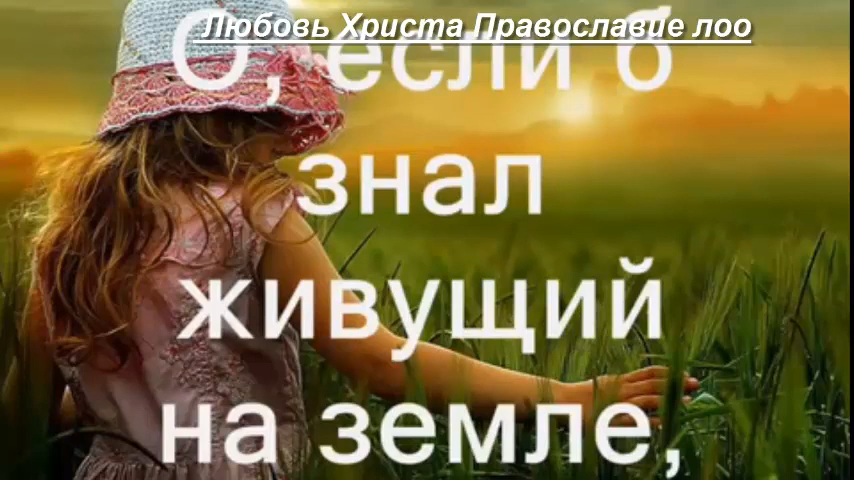 Любовь Христа Православие лоо
О, если б
знал
живущий
на земле,